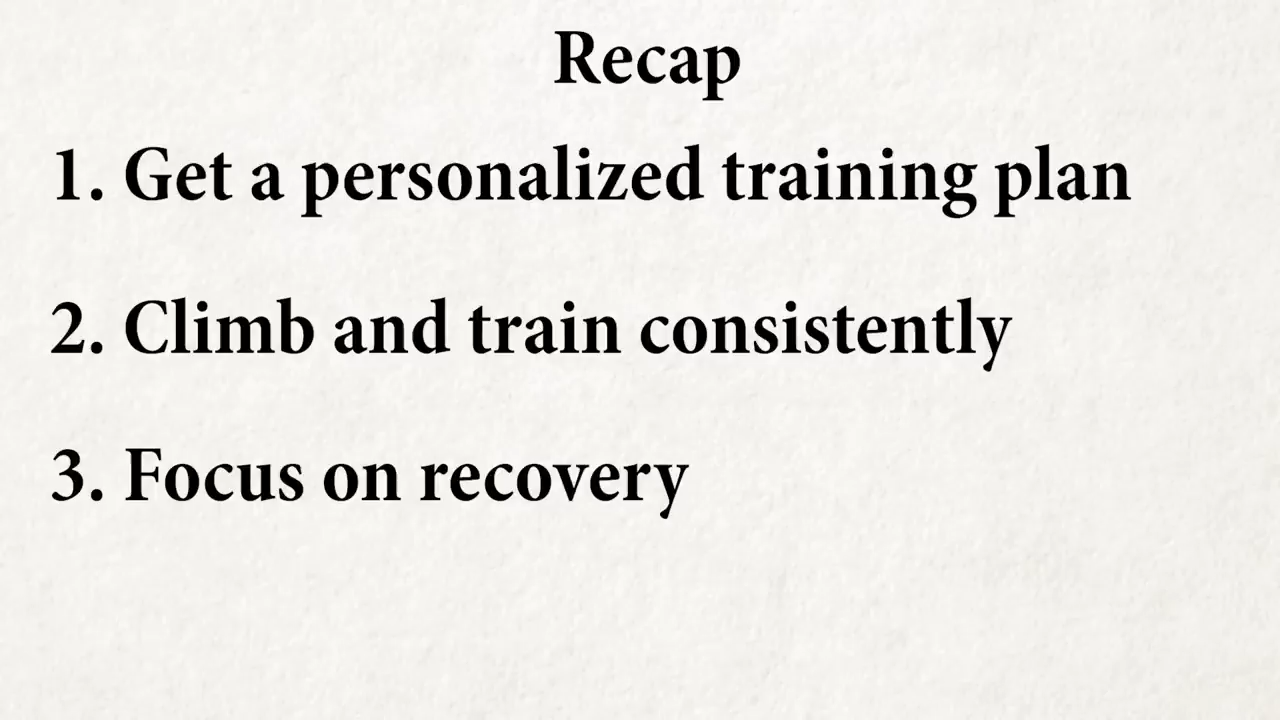 Recap
1. Get a personalized training plan
2. Climb and train consistently
3. Focus on recovery